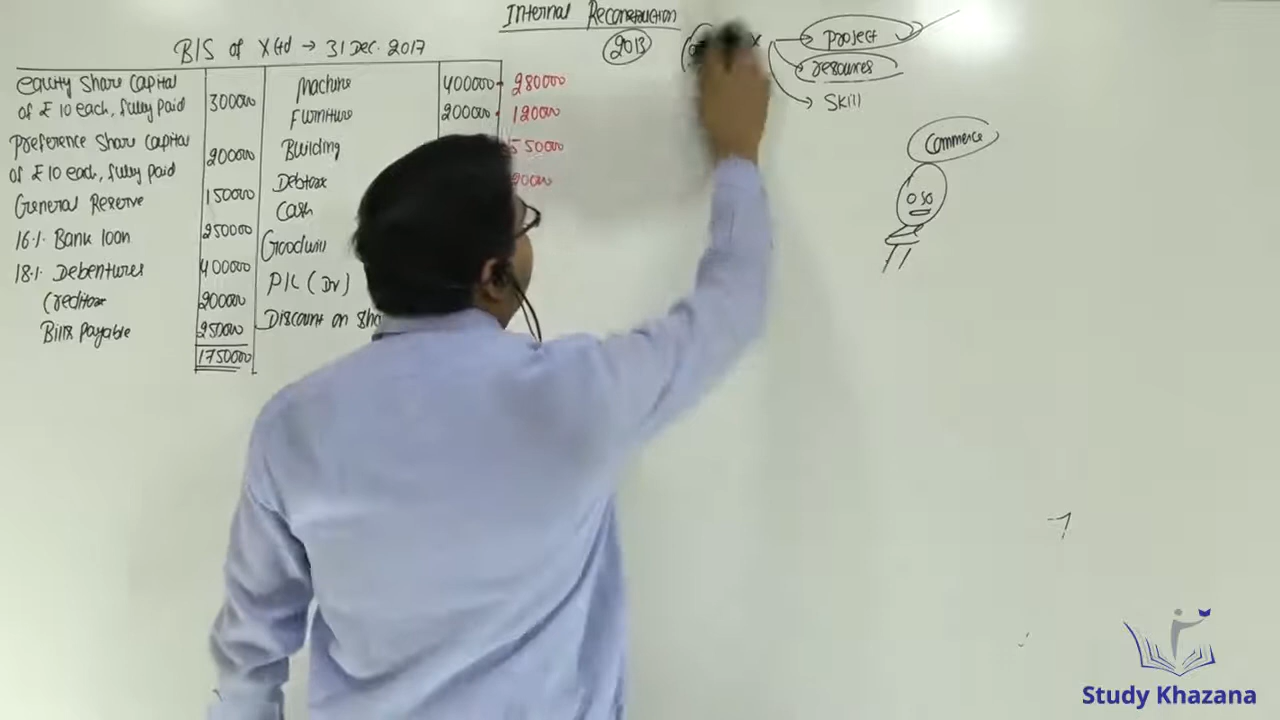 Internal Reconstruction
B/S of X Ltd → 31 Dec. 2017
2013
project
resources
Skill
Commerce
equity Share Capital
of ₹ 10 each, fully paid 300000
Preference Share Capital
of ₹ 10 each, fully paid 200000
General Reserve 150000
16% Bank loan 250000
18% Debentures 400000
Creditors 200000
Bills Payable 250000
1750000
Machine 400000 280000
Furniture 200000 12000
Building 55000
Debtors
Cash
Goodwill
P/L (Dr)
Discount on Sha
Study Khazana